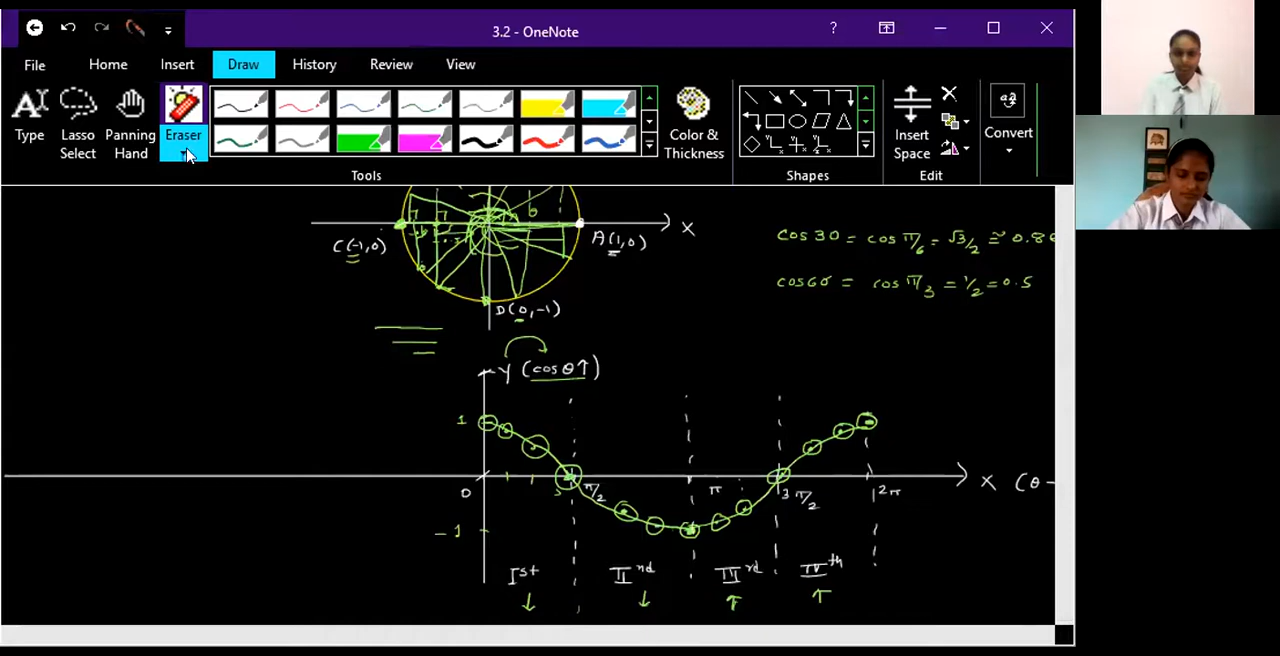 3.2 - OneNote
?
File Home Insert Draw History Review View
Type
Lasso Select
Panning Hand
Eraser
Color & Thickness
Insert Space
Convert
Tools
Shapes
Edit
X
C(-1,0)
A(1,0)
D(0,-1)
b
cos 30 = cos π/6 = √3/2 ≅ 0.86
cos 60 = cos π/3 = 1/2 = 0.5
Y (cos θ↑)
1
0 π/2 π 3π/2 2π X (θ
-1
Ist IInd IIIrd IVth
↓ ↓ ↑ ↑